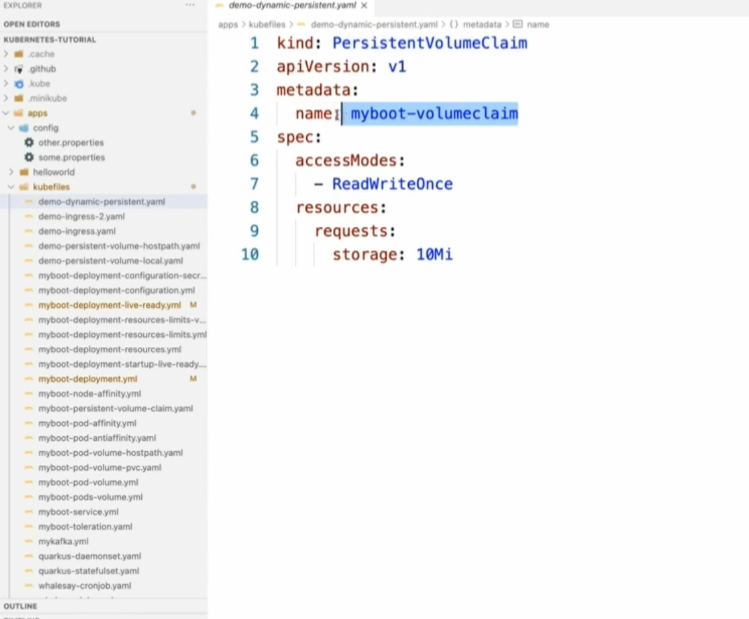 EXPLORER
OPEN EDITORS
KUBERNETES-TUTORIAL
.cache
.github
.kube
.minikube
apps
config
other.properties
some.properties
helloworld
kubefiles
demo-dynamic-persistent.yaml
demo-ingress-2.yaml
demo-ingress.yaml
demo-persistent-volume-hostpath.yaml
demo-persistent-volume-local.yaml
myboot-deployment-configuration-secr...
myboot-deployment-configuration.yml
myboot-deployment-live-ready.yml M
myboot-deployment-resources-limits-v...
myboot-deployment-resources-limits.yml
myboot-deployment-resources.yml
myboot-deployment-startup-live-ready...
myboot-deployment.yml M
myboot-node-affinity.yml
myboot-persistent-volume-claim.yaml
myboot-pod-affinity.yml
myboot-pod-antiaffinity.yaml
myboot-pod-volume-hostpath.yaml
myboot-pod-volume-pvc.yaml
myboot-pod-volume.yml
myboot-pods-volume.yml
myboot-service.yml
myboot-toleration.yaml
mykafka.yml
quarkus-daemonset.yaml
quarkus-statefulset.yaml
whalesay-cronjob.yaml
OUTLINE
demo-dynamic-persistent.yaml ×
apps > kubefiles > demo-dynamic-persistent.yaml > {} metadata > name
1 kind: PersistentVolumeClaim
2 apiVersion: v1
3 metadata:
4 name: myboot-volumeclaim
5 spec:
6 accessModes:
7 - ReadWriteOnce
8 resources:
9 requests:
10 storage: 10Mi